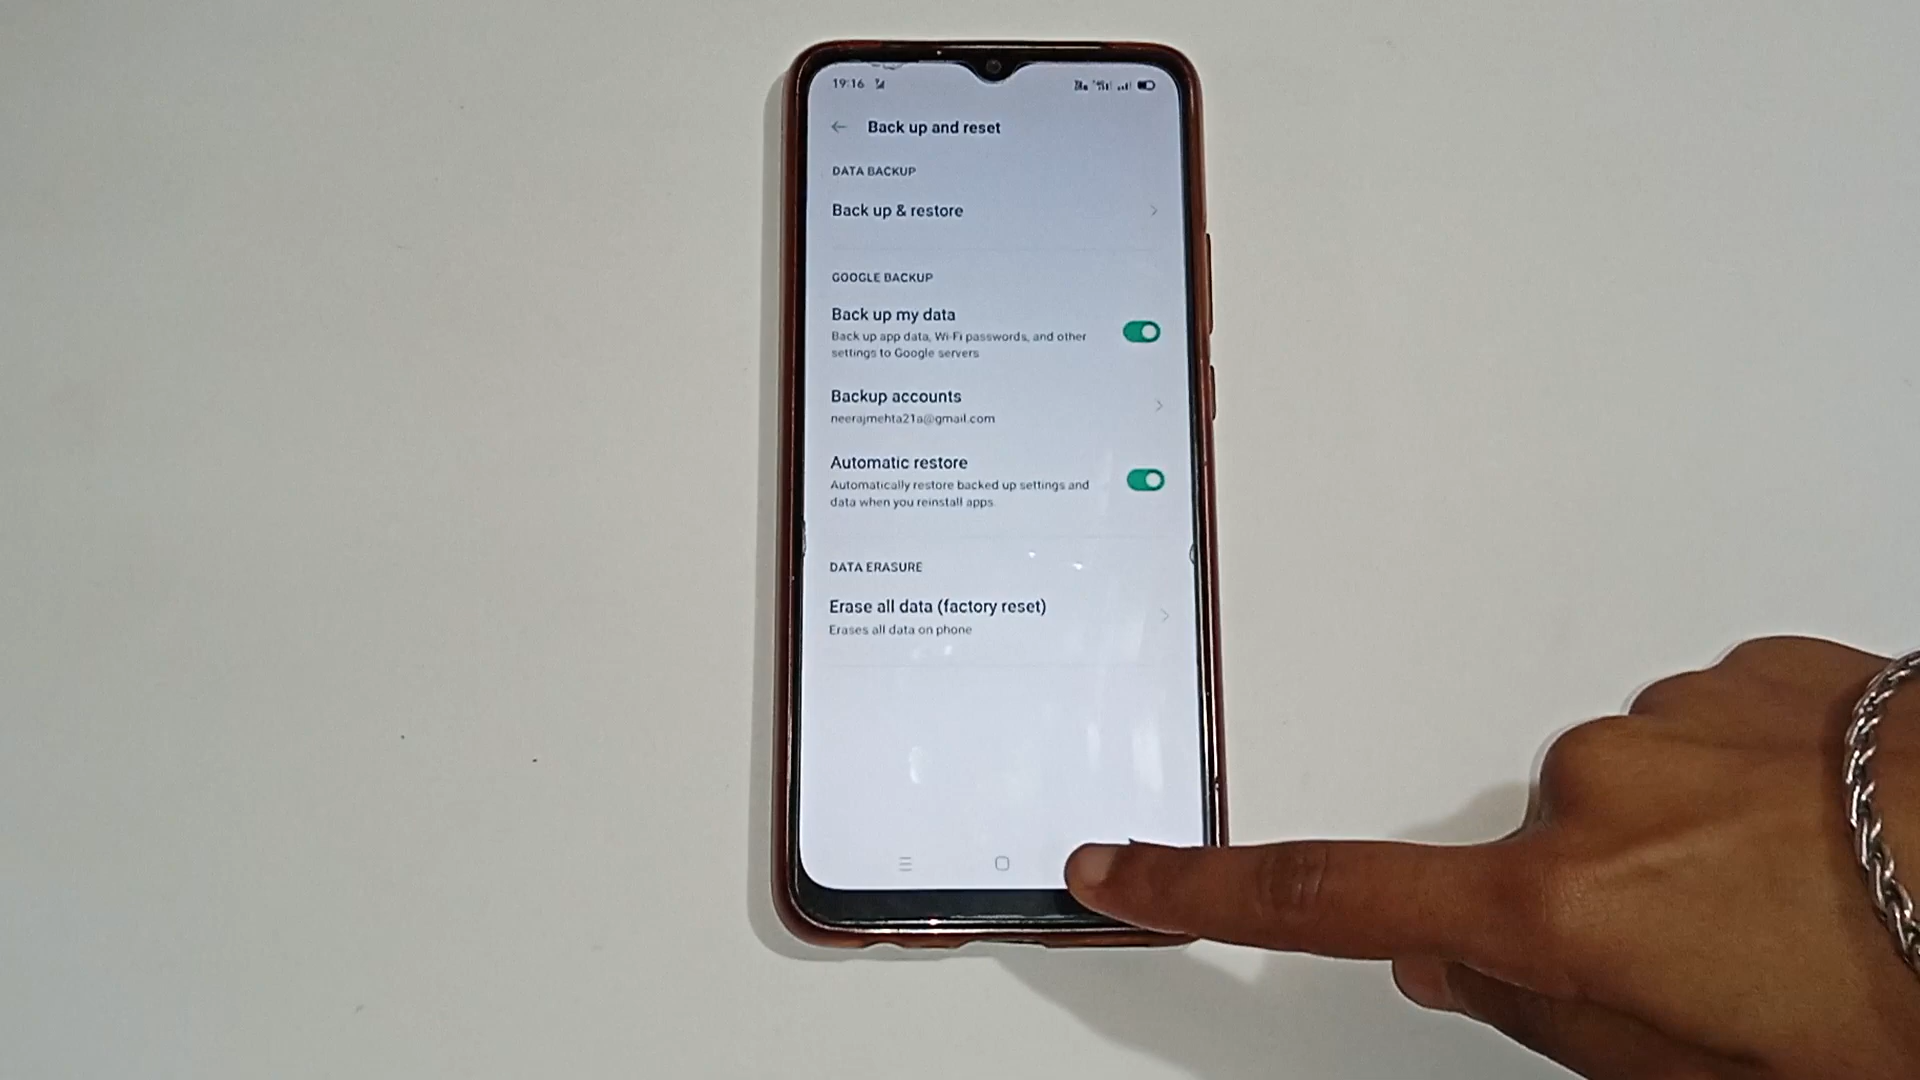 19:16
Back up and reset
DATA BACKUP
Back up & restore
GOOGLE BACKUP
Back up my data
Back up app data, Wi-Fi passwords, and other
settings to Google servers
Backup accounts
neerajmehta21a@gmail.com
Automatic restore
Automatically restore backed up settings and
data when you reinstall apps.
DATA ERASURE
Erase all data (factory reset)
Erases all data on phone